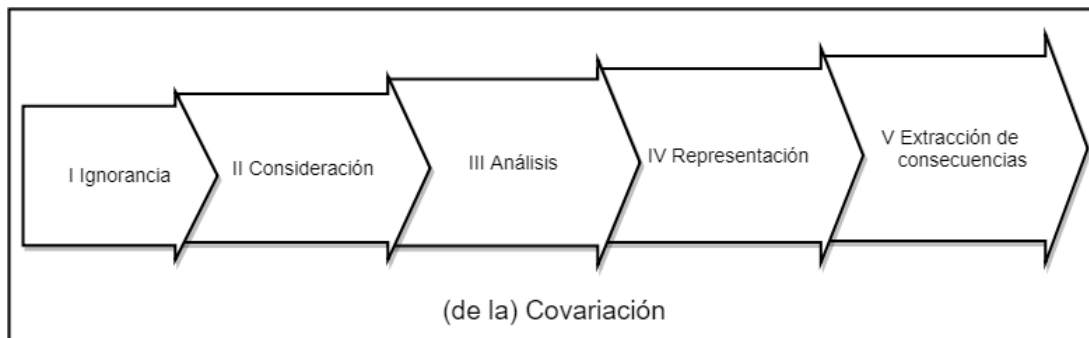 I Ignorancia
II Consideración
III Análisis
IV Representación
V Extracción de
consecuencias
(de la) Covariación